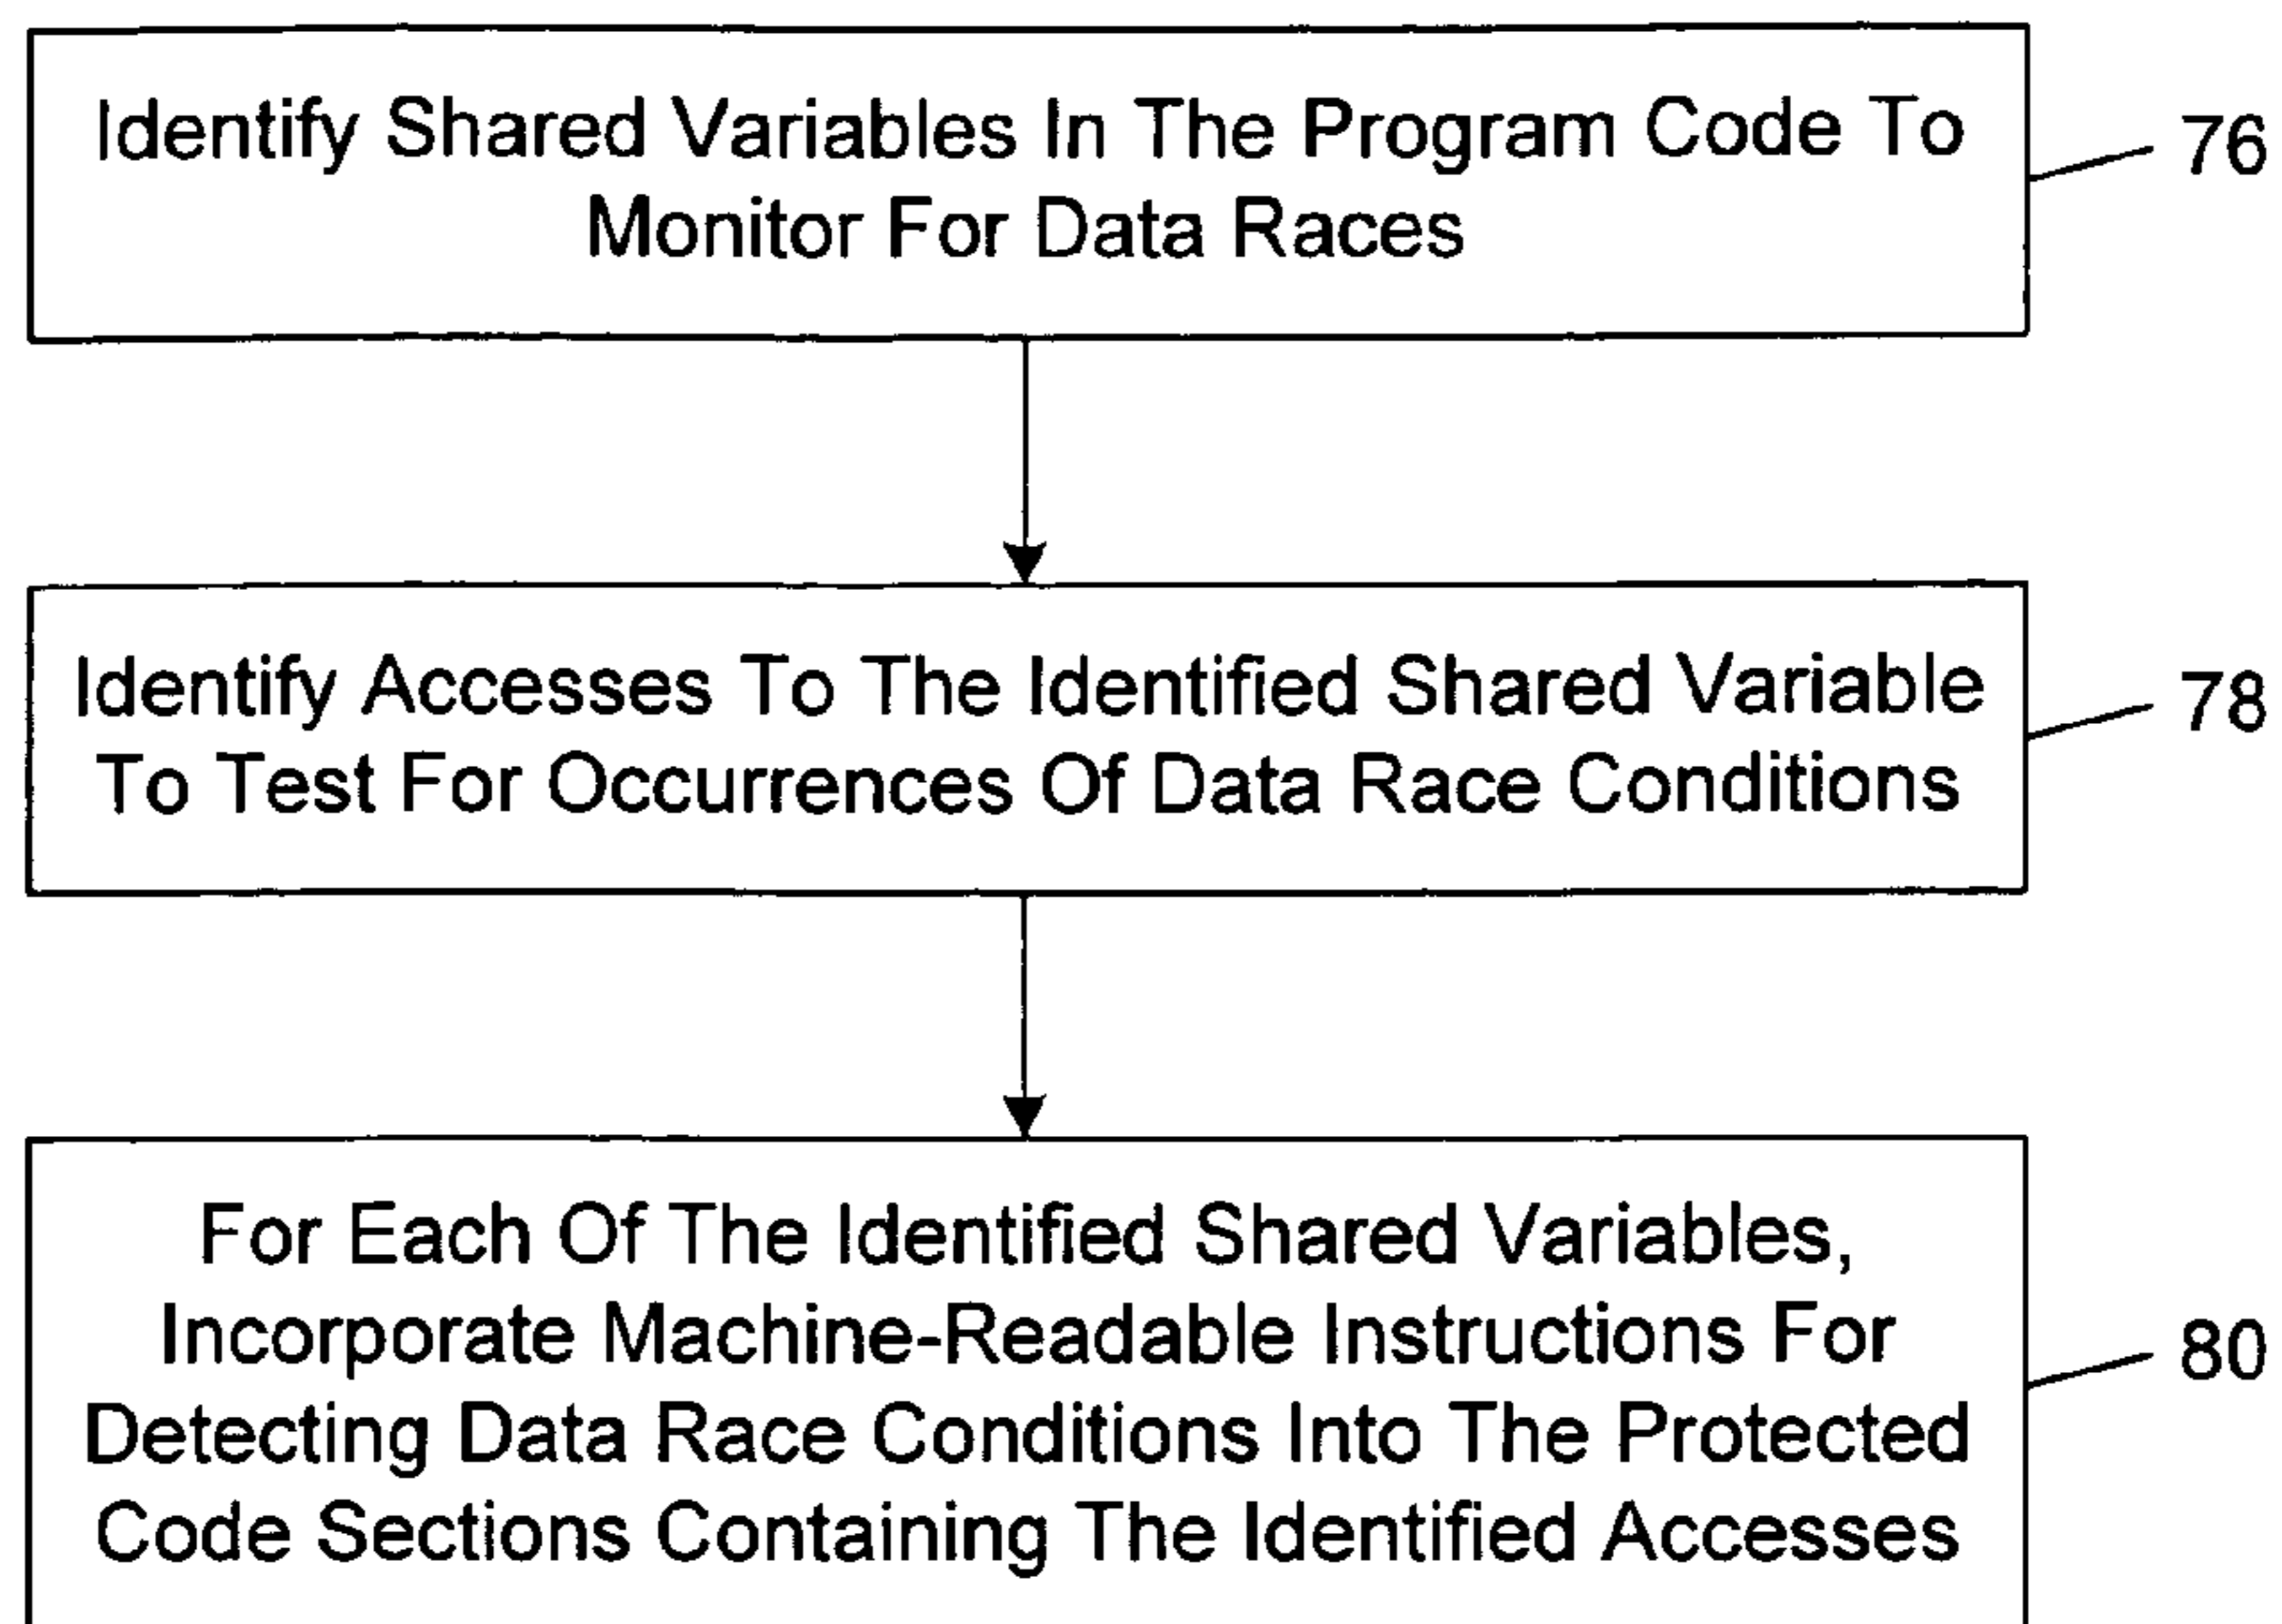 Identify Shared Variables In The Program Code To
Monitor For Data Races
76
Identify Accesses To The Identified Shared Variable
To Test For Occurrences Of Data Race Conditions
78
For Each Of The Identified Shared Variables,
Incorporate Machine-Readable Instructions For
Detecting Data Race Conditions Into The Protected
Code Sections Containing The Identified Accesses
80